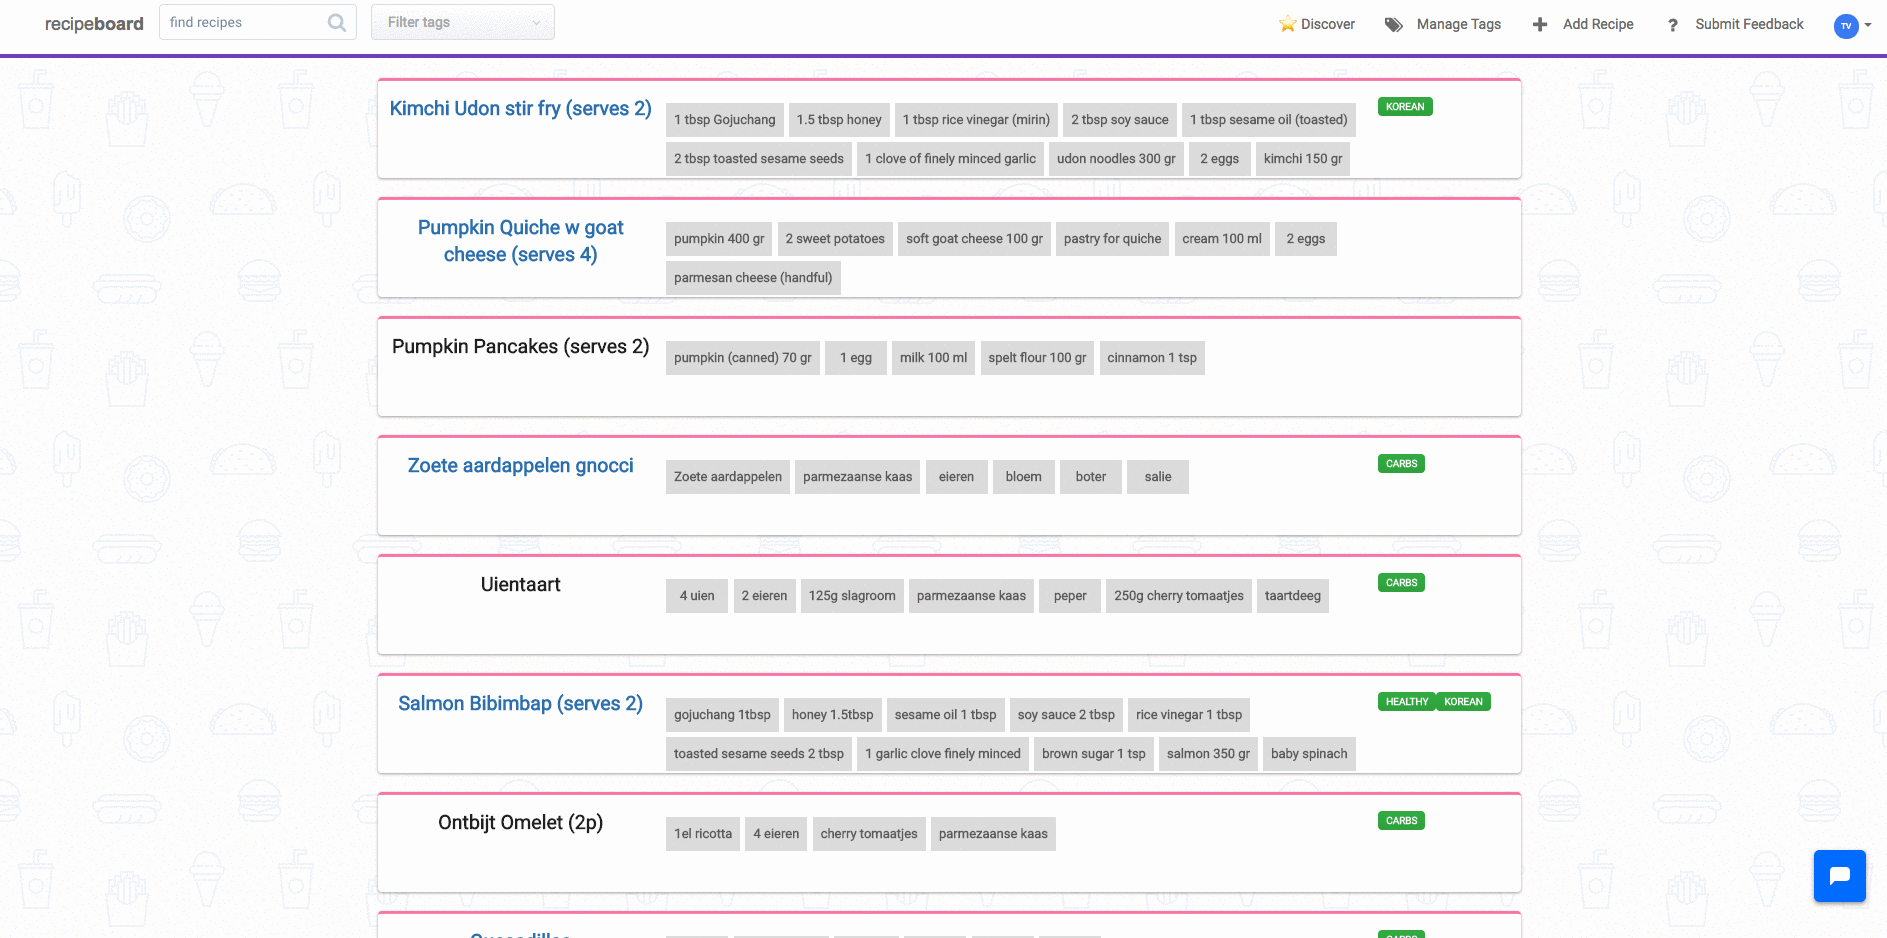 recipeboard find recipes Filter tags Discover Manage Tags Add Recipe ? Submit Feedback TV
Kimchi Udon stir fry (serves 2)
1 tbsp Gojuchang 1.5 tbsp honey 1 tbsp rice vinegar (mirin) 2 tbsp soy sauce 1 tbsp sesame oil (toasted)
2 tbsp toasted sesame seeds 1 clove of finely minced garlic udon noodles 300 gr 2 eggs kimchi 150 gr
KOREAN
Pumpkin Quiche w goat
cheese (serves 4)
pumpkin 400 gr 2 sweet potatoes soft goat cheese 100 gr pastry for quiche cream 100 ml 2 eggs
parmesan cheese (handful)
Pumpkin Pancakes (serves 2)
pumpkin (canned) 70 gr 1 egg milk 100 ml spelt flour 100 gr cinnamon 1 tsp
Zoete aardappelen gnocci
Zoete aardappelen parmezaanse kaas eieren bloem boter salie
CARBS
Uientaart
4 uien 2 eieren 125g slagroom parmezaanse kaas peper 250g cherry tomaatjes taartdeeg
CARBS
Salmon Bibimbap (serves 2)
gojuchang 1tbsp honey 1.5tbsp sesame oil 1 tbsp soy sauce 2 tbsp rice vinegar 1 tbsp
toasted sesame seeds 2 tbsp 1 garlic clove finely minced brown sugar 1 tsp salmon 350 gr baby spinach
HEALTHY KOREAN
Ontbijt Omelet (2p)
1el ricotta 4 eieren cherry tomaatjes parmezaanse kaas
CARBS
CARBS